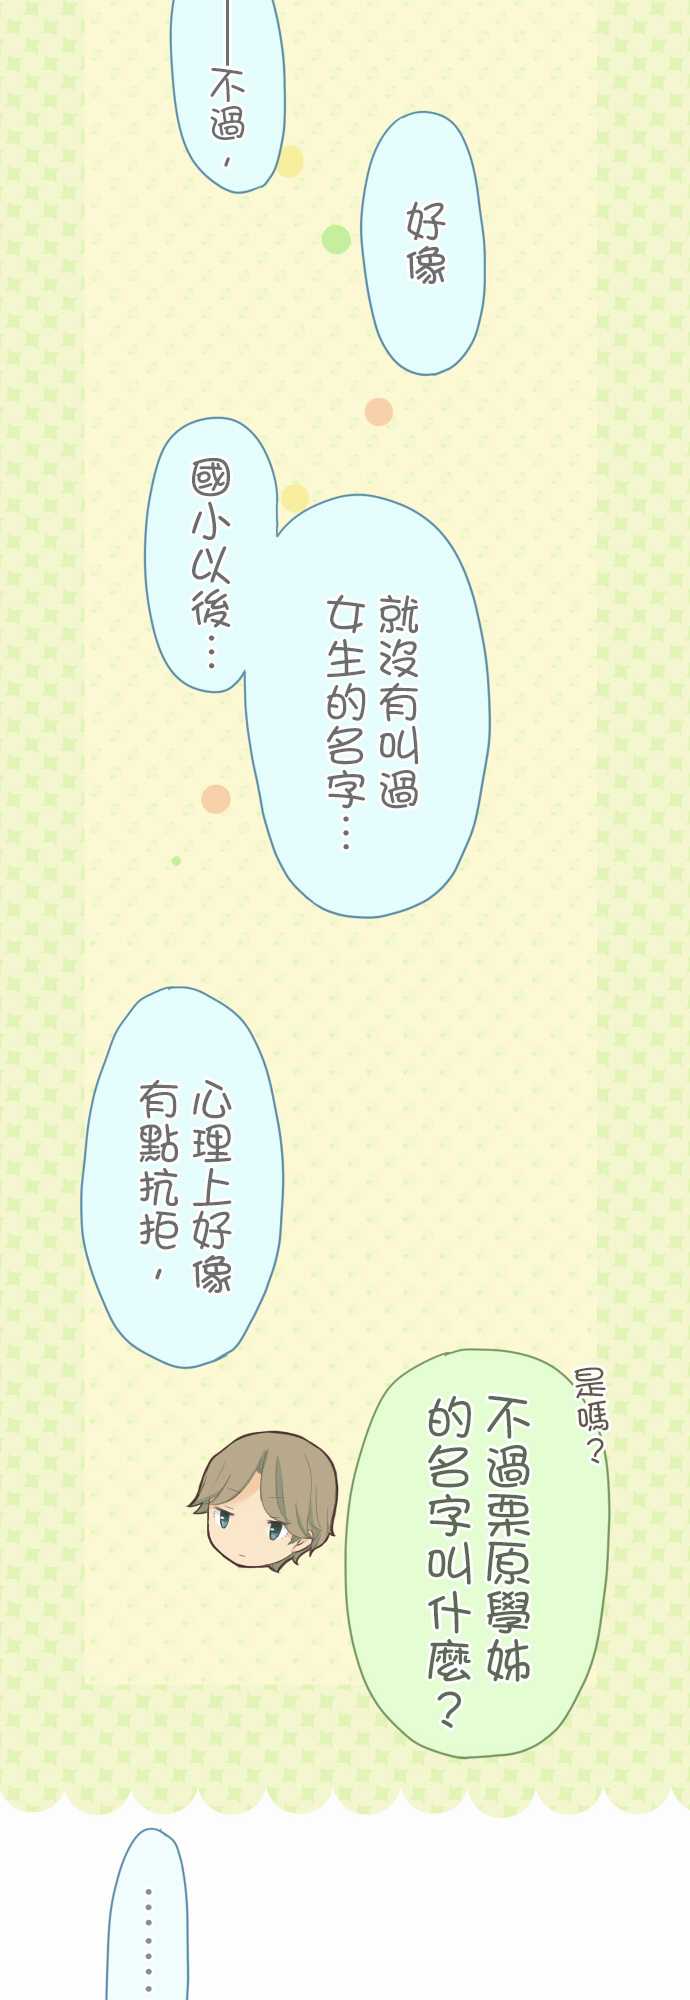 ——不過，
好像
國小以後…
就沒有叫過
女生的名字…
心理上好像
有點抗拒，
是嗎？
不過栗原學姊
的名字叫什麼？
………